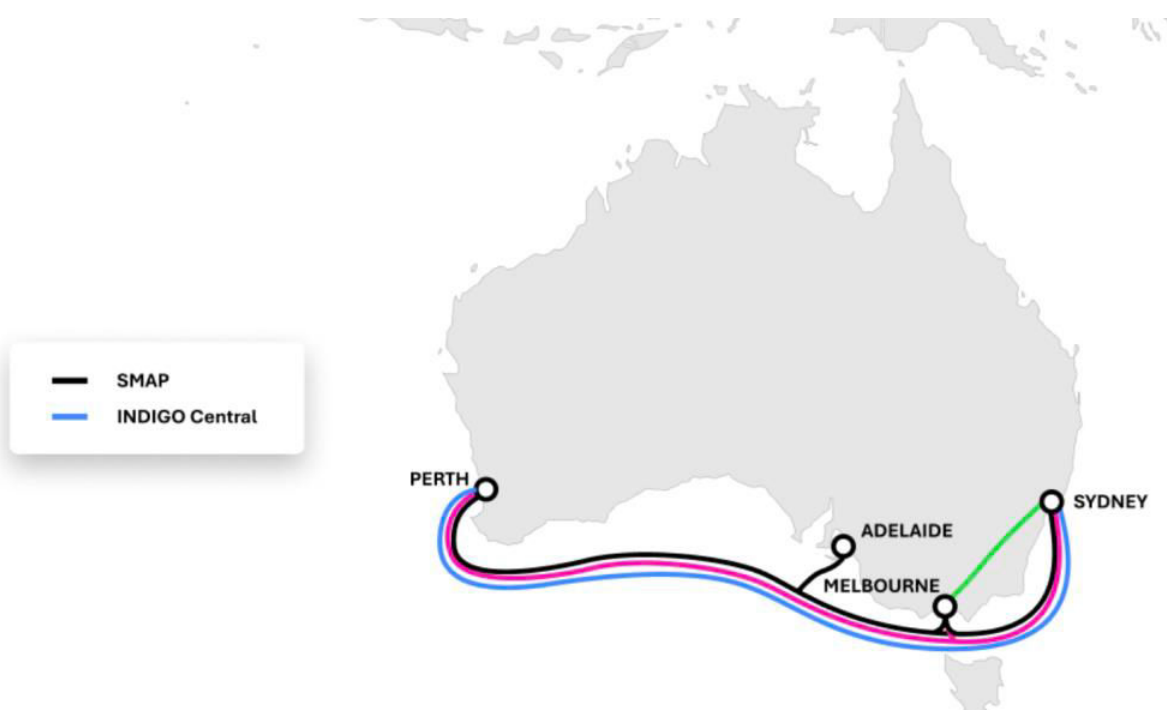 SMAP
INDIGO Central
PERTH
SYDNEY
ADELAIDE
MELBOURNE